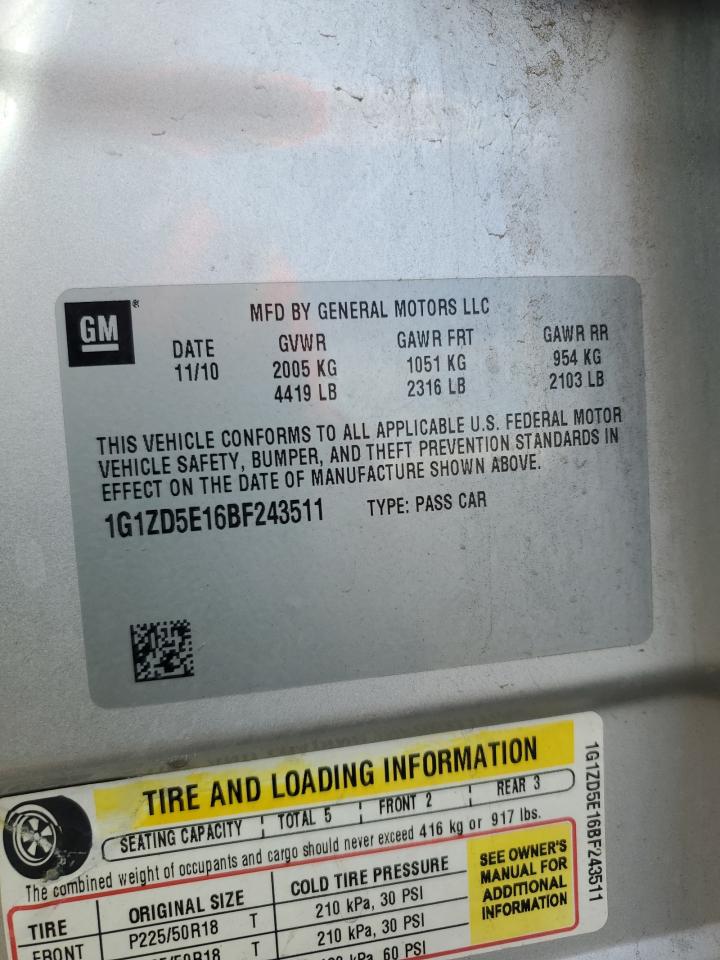 GM
®
MFD BY GENERAL MOTORS LLC
DATE GVWR GAWR FRT GAWR RR
11/10 2005 KG 1051 KG 954 KG
4419 LB 2316 LB 2103 LB
THIS VEHICLE CONFORMS TO ALL APPLICABLE U.S. FEDERAL MOTOR
VEHICLE SAFETY, BUMPER, AND THEFT PREVENTION STANDARDS IN
EFFECT ON THE DATE OF MANUFACTURE SHOWN ABOVE.
1G1ZD5E16BF243511 TYPE: PASS CAR
TIRE AND LOADING INFORMATION
SEATING CAPACITY TOTAL 5 FRONT 2 REAR 3
The combined weight of occupants and cargo should never exceed 416 kg or 917 lbs.
TIRE ORIGINAL SIZE COLD TIRE PRESSURE
FRONT P225/50R18 T 210 kPa, 30 PSI
T 210 kPa, 30 PSI
kPa, 60 PSI
SEE OWNER'S
MANUAL FOR
ADDITIONAL
INFORMATION
1G1ZD5E16BF243511